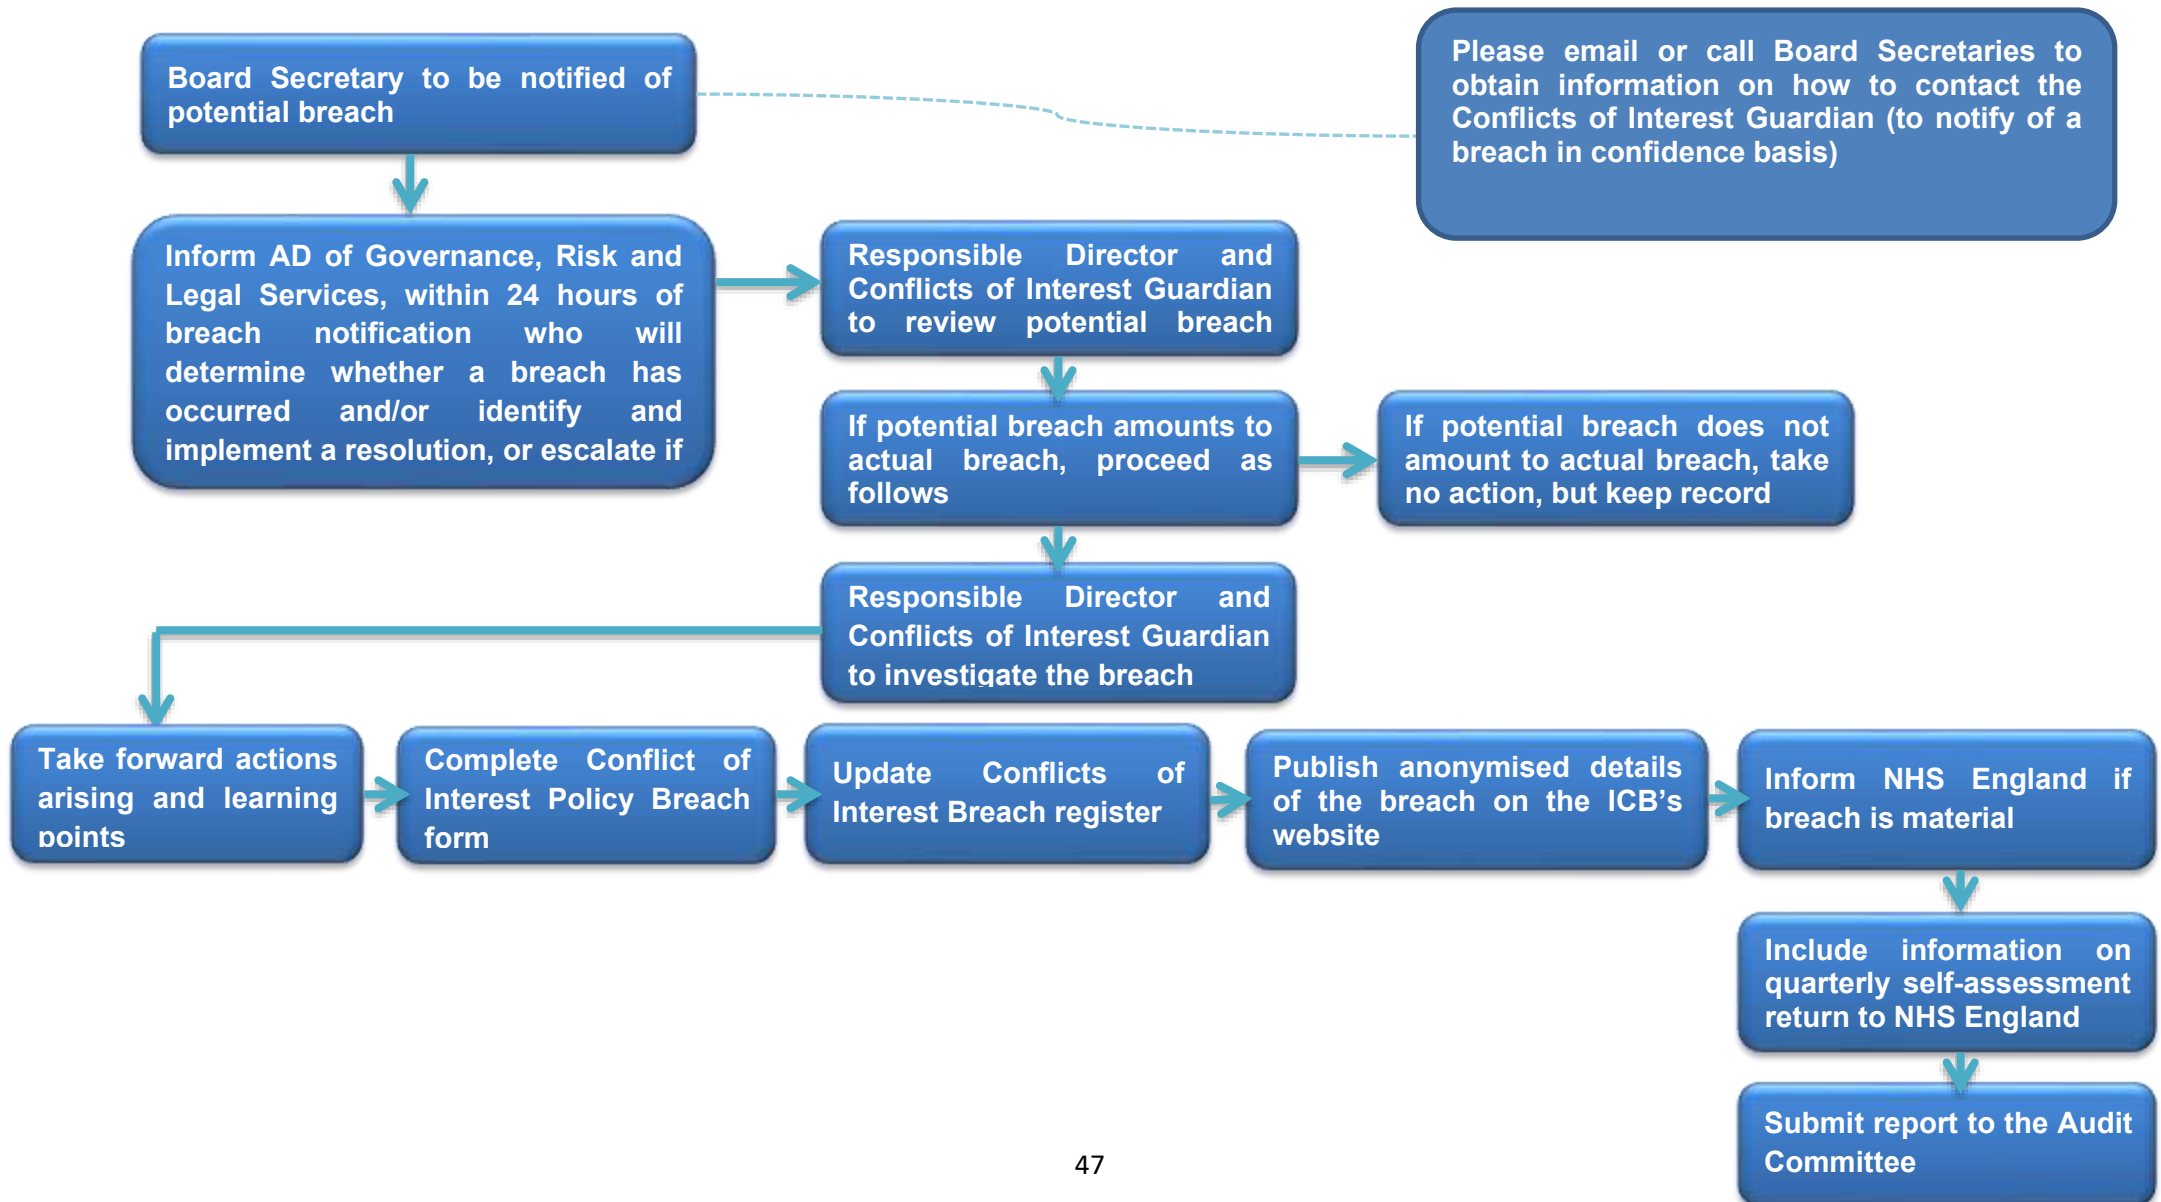 Board Secretary to be notified of
potential breach
Please email or call Board Secretaries to
obtain information on how to contact the
Conflicts of Interest Guardian (to notify of a
breach in confidence basis)
Inform AD of Governance, Risk and
Legal Services, within 24 hours of
breach notification who will
determine whether a breach has
occurred and/or identify and
implement a resolution, or escalate if
Responsible Director and
Conflicts of Interest Guardian
to review potential breach
If potential breach amounts to
actual breach, proceed as
follows
If potential breach does not
amount to actual breach, take
no action, but keep record
Responsible Director and
Conflicts of Interest Guardian
to investigate the breach
Take forward actions
arising and learning
points
Complete Conflict of
Interest Policy Breach
form
Update Conflicts of
Interest Breach register
Publish anonymised details
of the breach on the ICB’s
website
Inform NHS England if
breach is material
Include information on
quarterly self-assessment
return to NHS England
Submit report to the Audit
Committee
47